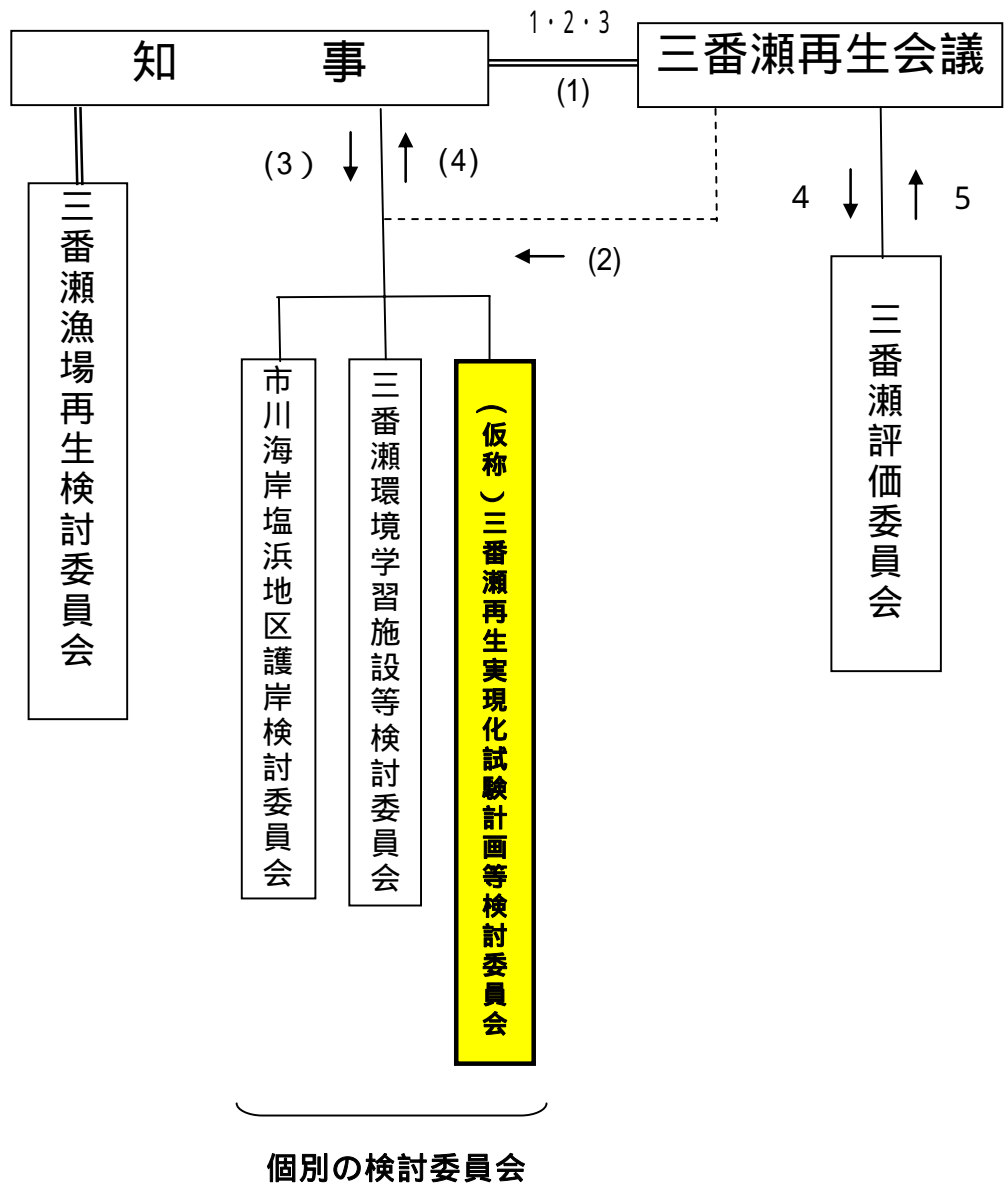 1・2・3
知　事
三番瀬再生会議
(1)
(3）
(4)
4
5
(2)
三番瀬漁場再生検討委員会
市川海岸塩浜地区護岸検討委員会
三番瀬環境学習施設等検討委員会
（仮称）三番瀬再生実現化試験計画等検討委員会
三番瀬評価委員会
個別の検討委員会